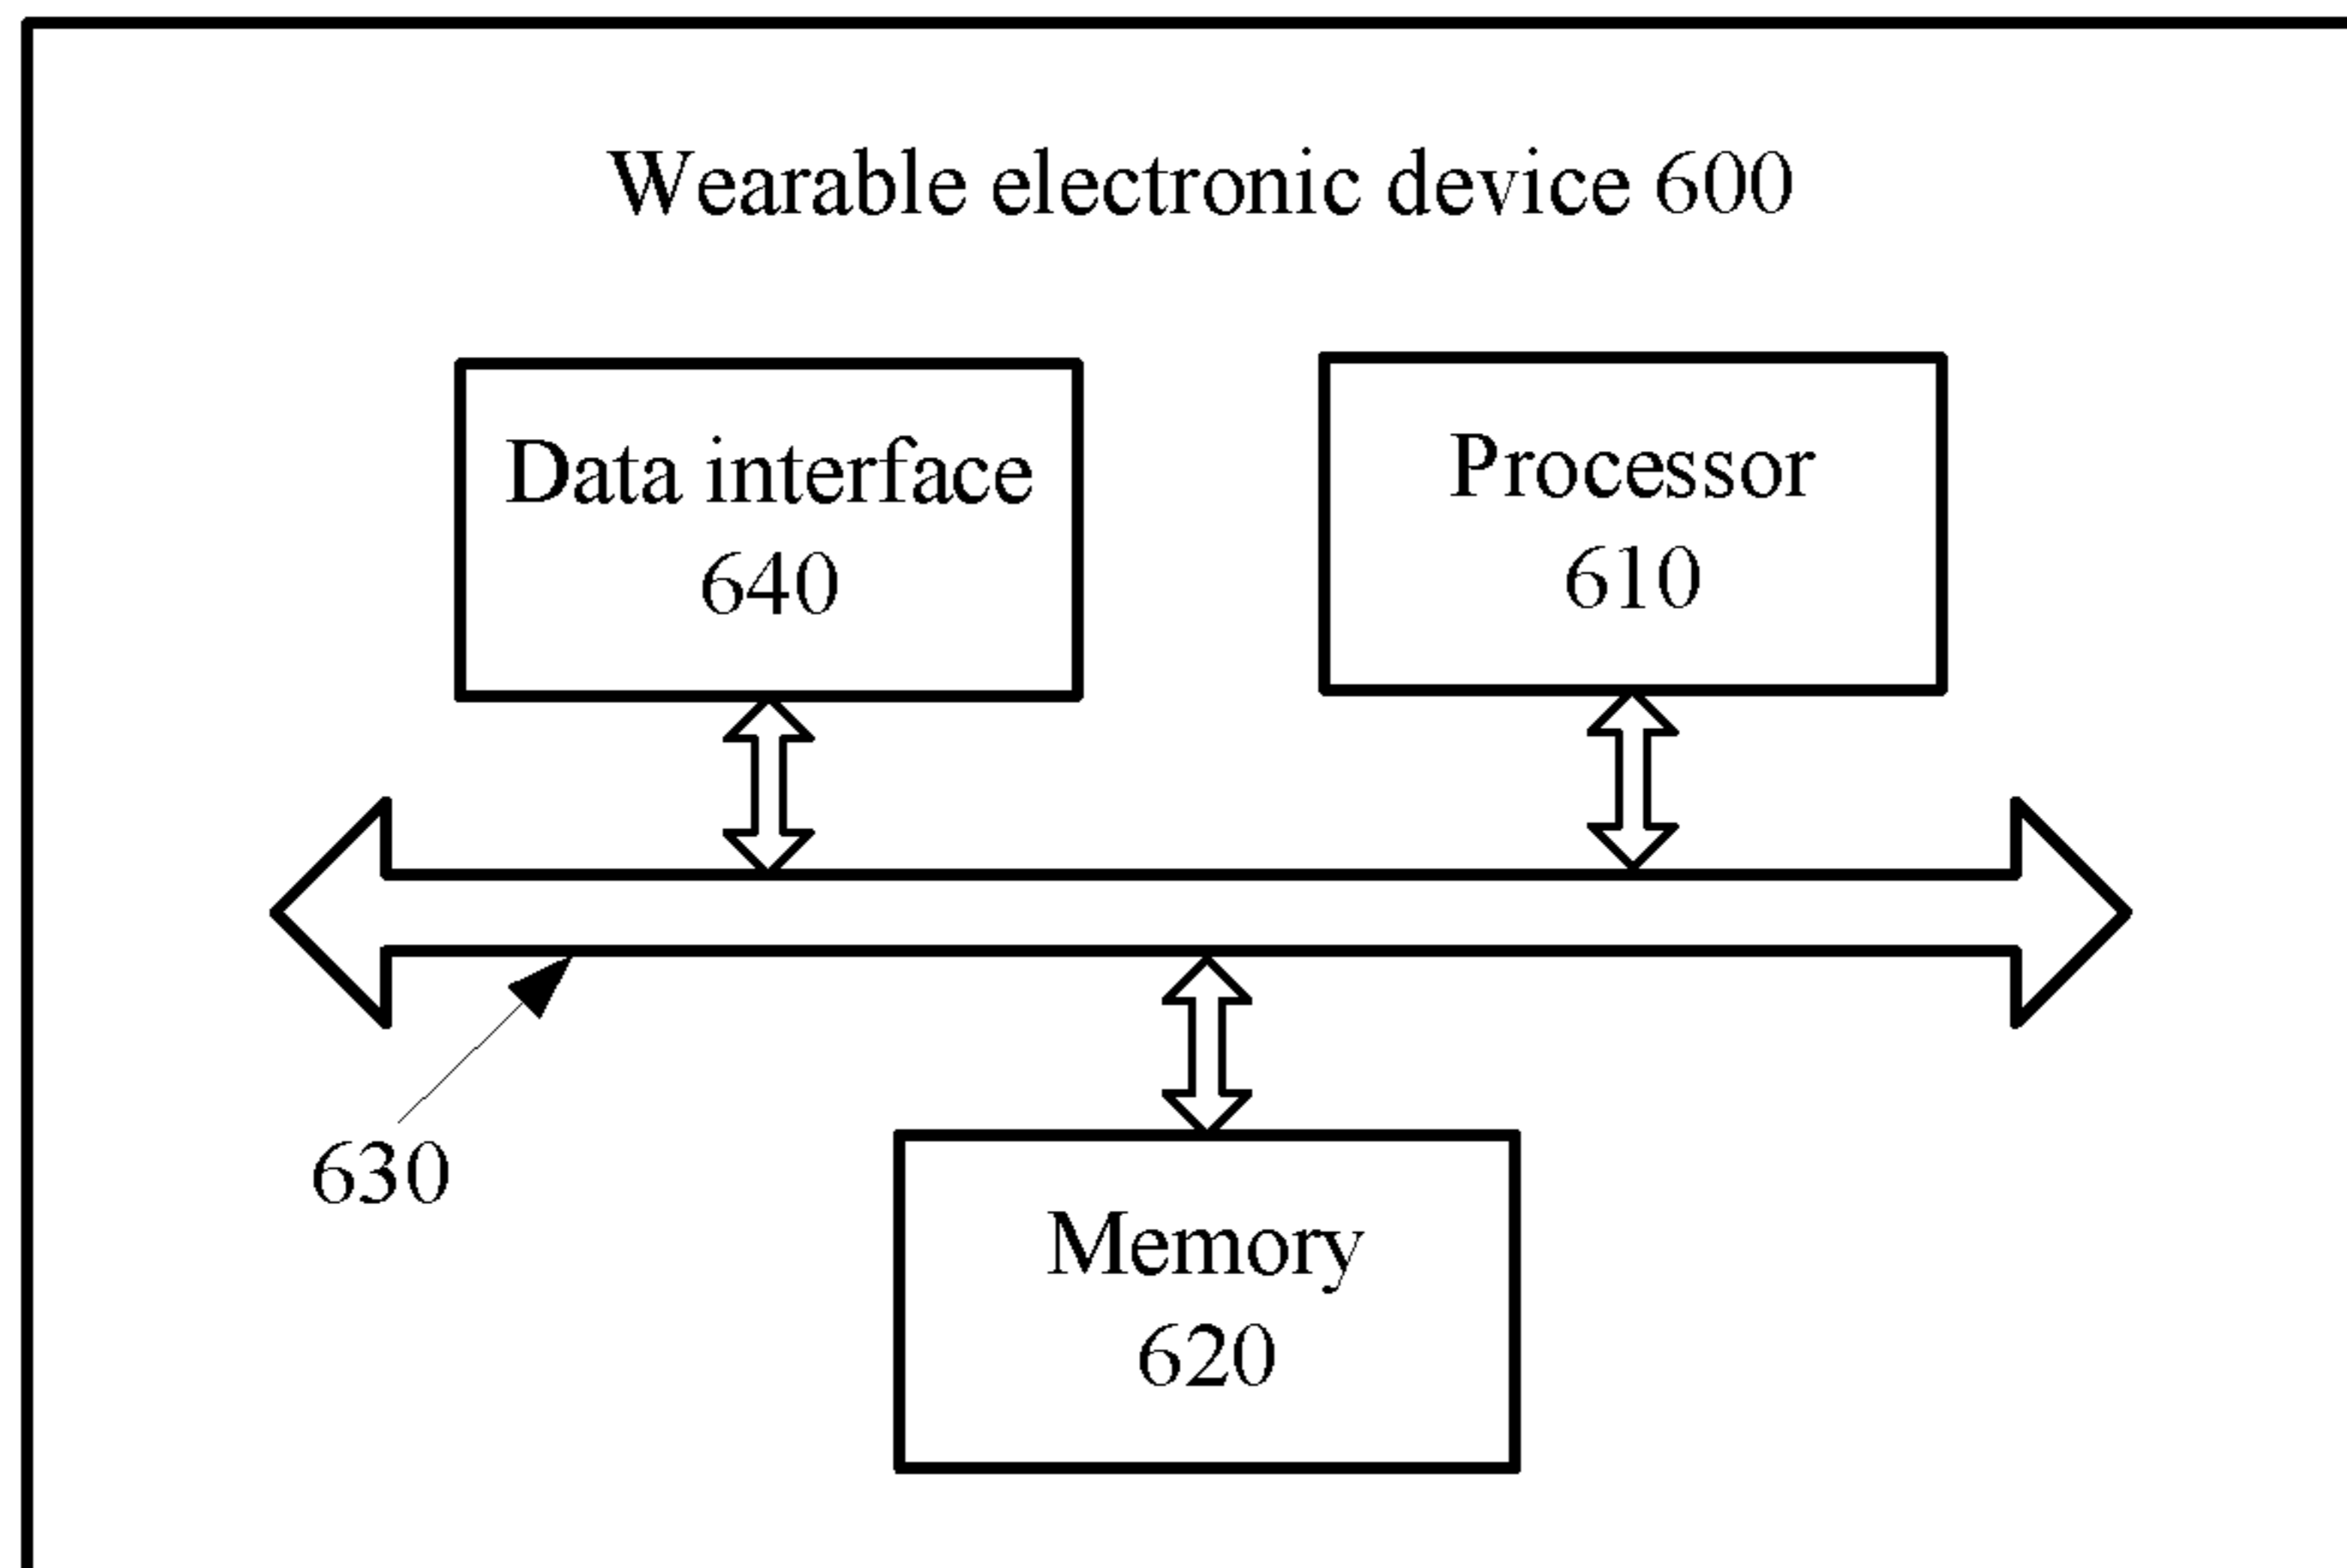 Wearable electronic device 600
Data interface
640
Processor
610
630
Memory
620